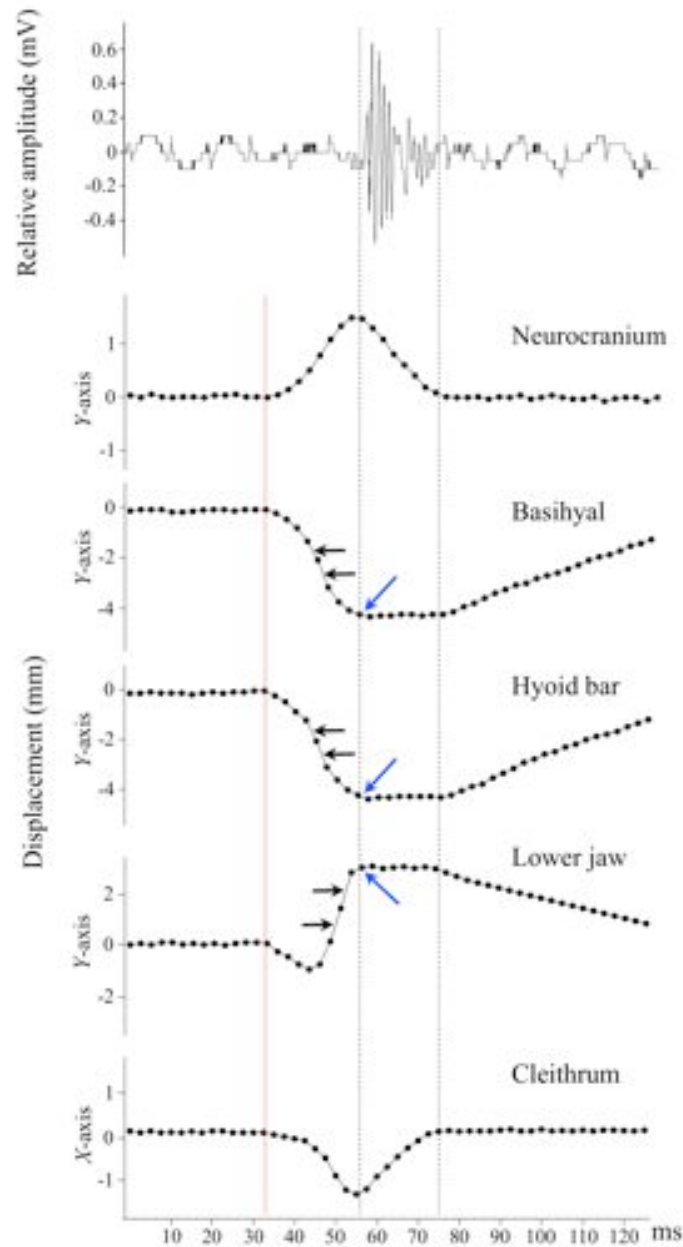 Relative amplitude (mV)
0.6
0.4
0.2
0
-0.2
-0.4
Displacement (mm)
Neurocranium
Y-axis
1
0
-1
Basihyal
Y-axis
0
-2
-4
Hyoid bar
Y-axis
0
-2
-4
Lower jaw
Y-axis
2
0
-2
Cleithrum
X-axis
1
0
-1
10 20 30 40 50 60 70 80 90 100 110 120 ms